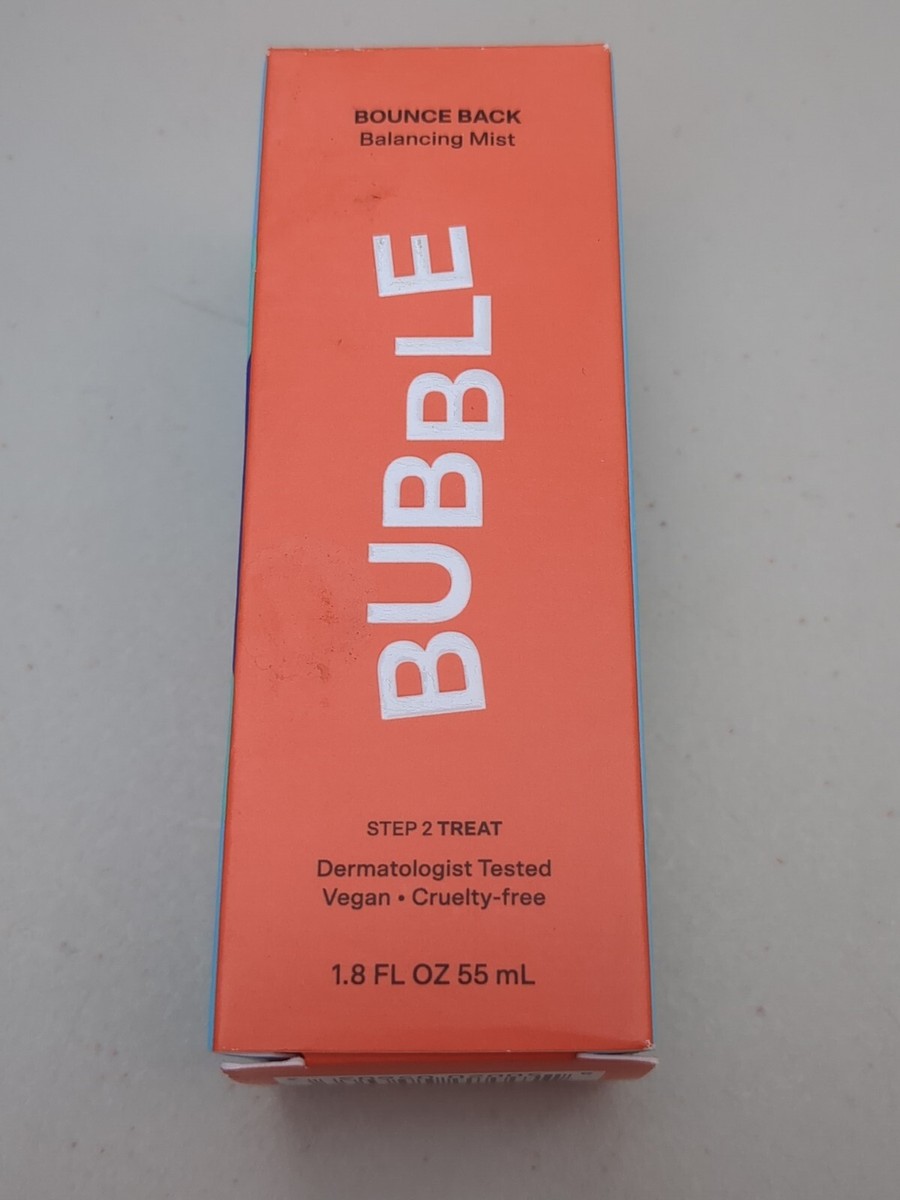 BOUNCE BACK
Balancing Mist
BUBBLE
STEP 2 TREAT
Dermatologist Tested
Vegan • Cruelty-free
1.8 FL OZ 55 mL